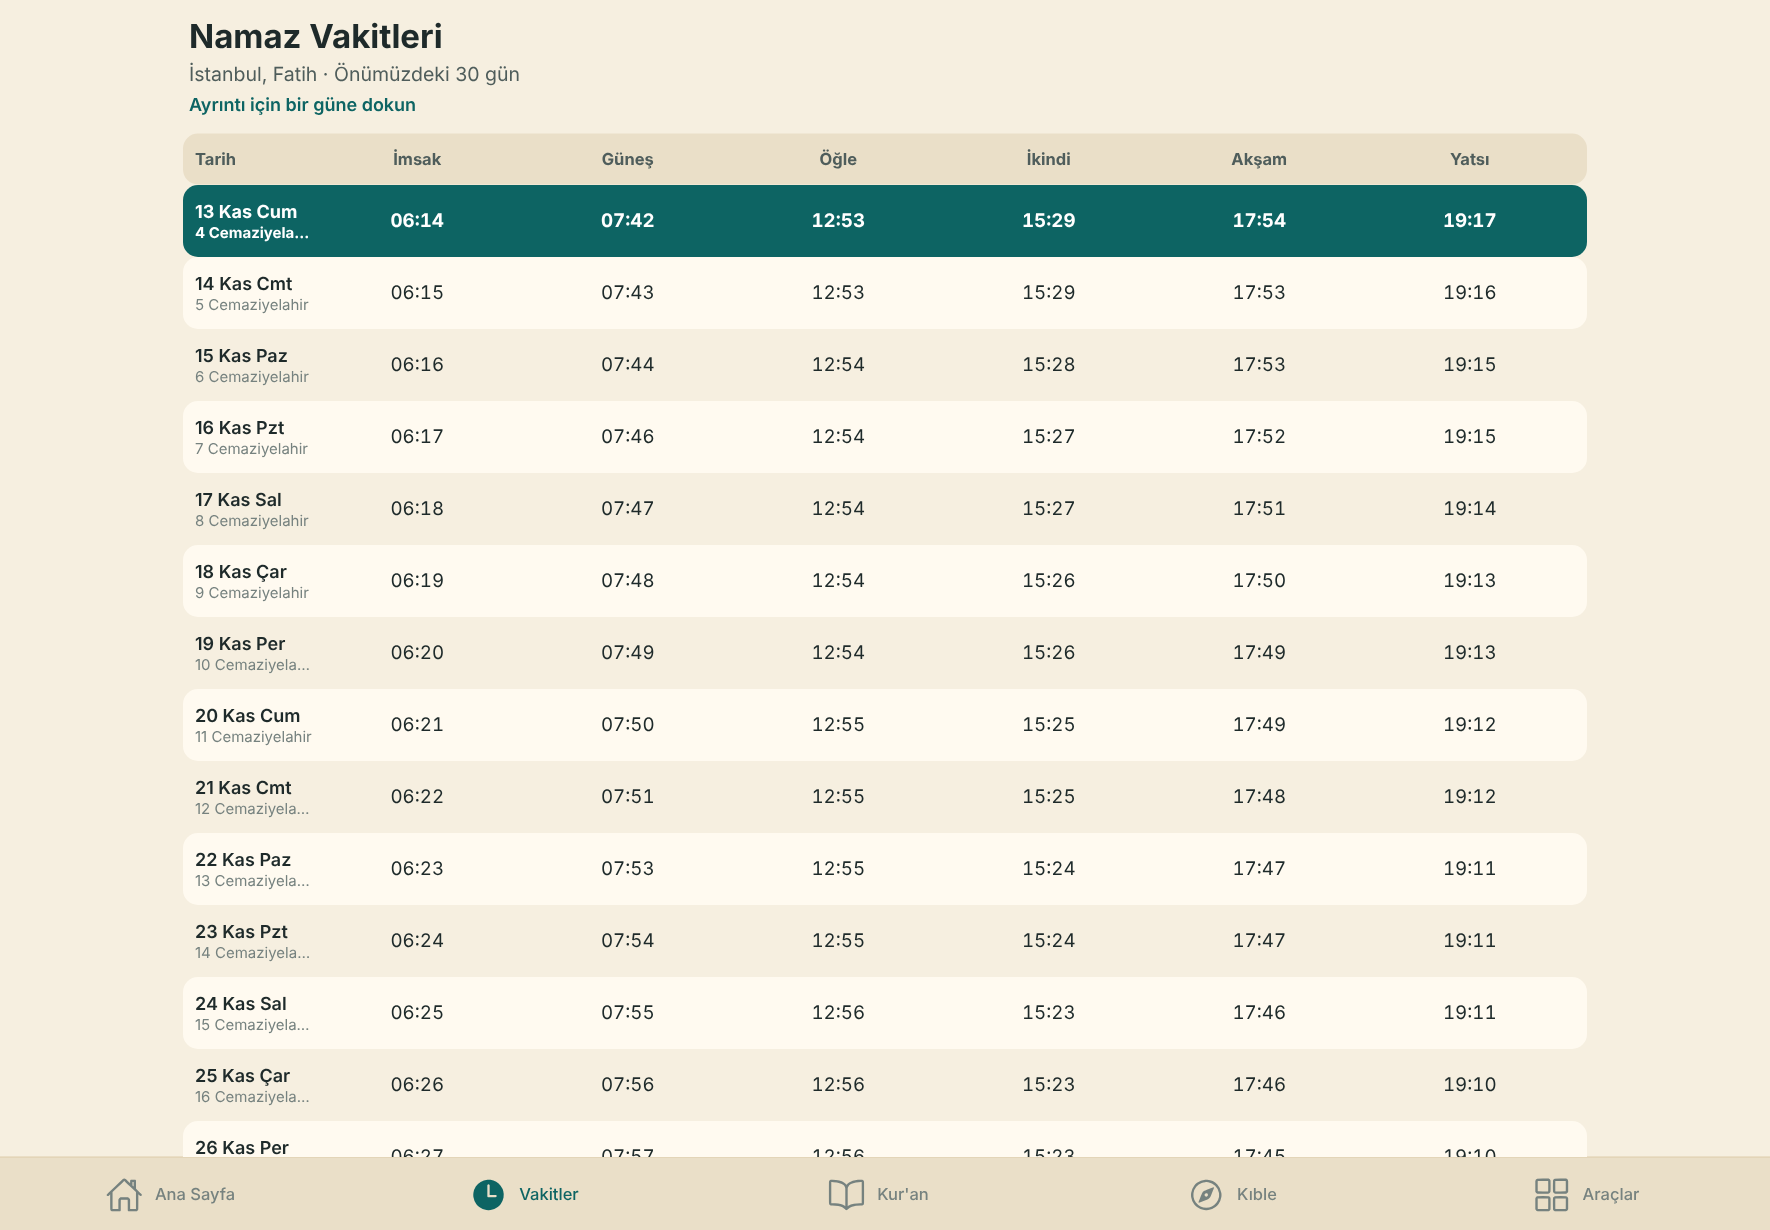 Namaz Vakitleri
İstanbul, Fatih · Önümüzdeki 30 gün
Ayrıntı için bir güne dokun
Tarih İmsak Güneş Öğle İkindi Akşam Yatsı
13 Kas Cum 06:14 07:42 12:53 15:29 17:54 19:17
4 Cemaziyela...
14 Kas Cmt 06:15 07:43 12:53 15:29 17:53 19:16
5 Cemaziyelahir
15 Kas Paz 06:16 07:44 12:54 15:28 17:53 19:15
6 Cemaziyelahir
16 Kas Pzt 06:17 07:46 12:54 15:27 17:52 19:15
7 Cemaziyelahir
17 Kas Sal 06:18 07:47 12:54 15:27 17:51 19:14
8 Cemaziyelahir
18 Kas Çar 06:19 07:48 12:54 15:26 17:50 19:13
9 Cemaziyelahir
19 Kas Per 06:20 07:49 12:54 15:26 17:49 19:13
10 Cemaziyela...
20 Kas Cum 06:21 07:50 12:55 15:25 17:49 19:12
11 Cemaziyelahir
21 Kas Cmt 06:22 07:51 12:55 15:25 17:48 19:12
12 Cemaziyela...
22 Kas Paz 06:23 07:53 12:55 15:24 17:47 19:11
13 Cemaziyela...
23 Kas Pzt 06:24 07:54 12:55 15:24 17:47 19:11
14 Cemaziyela...
24 Kas Sal 06:25 07:55 12:56 15:23 17:46 19:11
15 Cemaziyela...
25 Kas Çar 06:26 07:56 12:56 15:23 17:46 19:10
16 Cemaziyela...
26 Kas Per 06:27 07:57 12:56 15:23 17:45 19:10
Ana Sayfa Vakitler Kur'an Kıble Araçlar